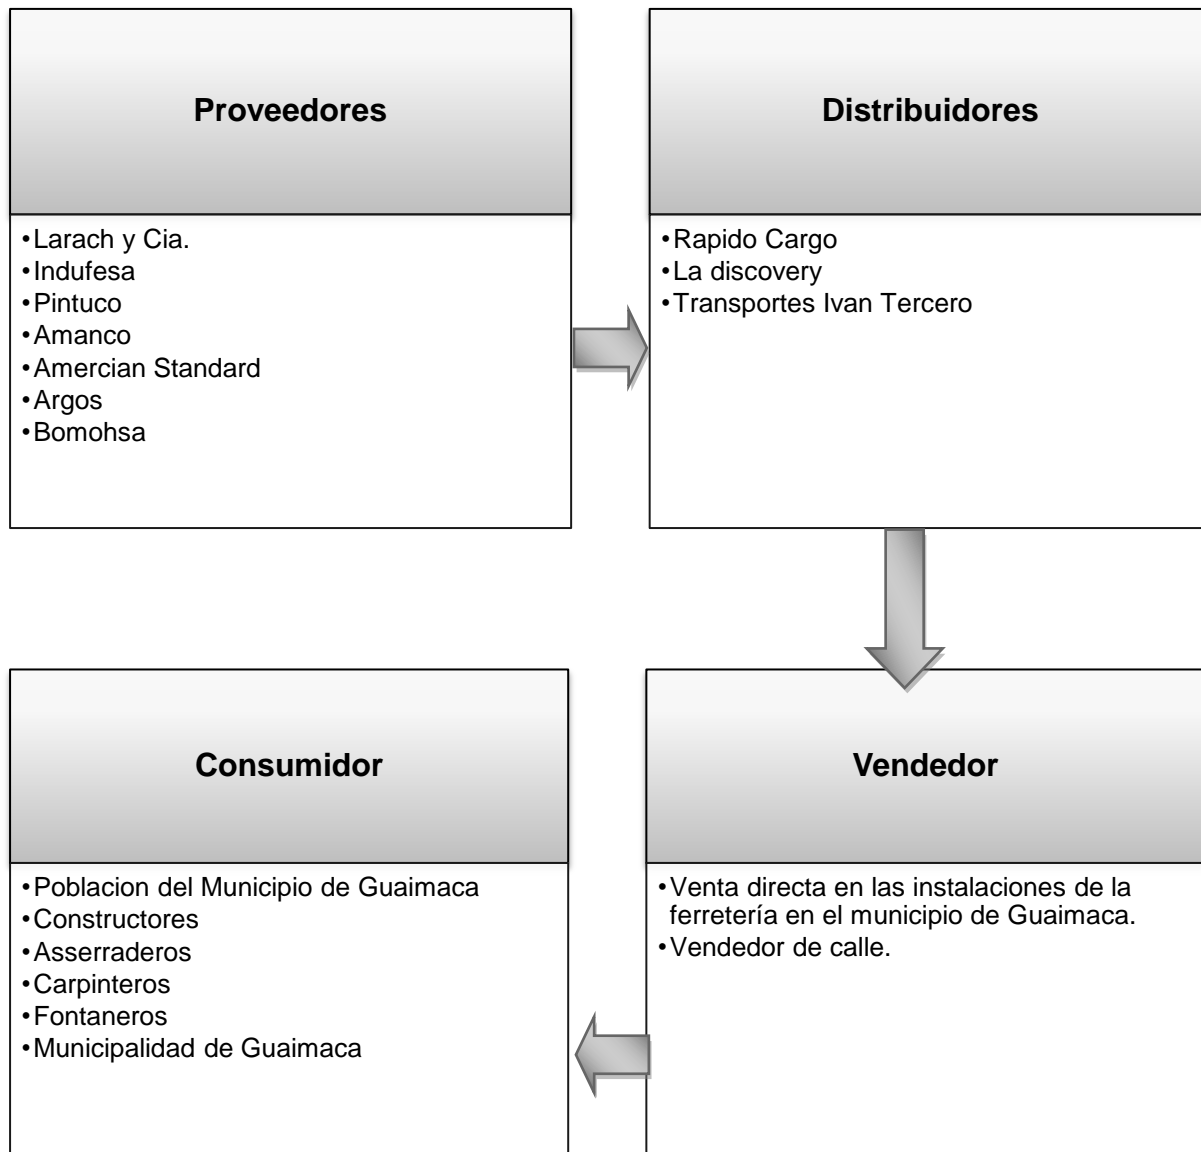 Proveedores
•Larach y Cia.
•Indufesa
•Pintuco
•Amanco
•Amercian Standard
•Argos
•Bomohsa
Distribuidores
•Rapido Cargo
•La discovery
•Transportes Ivan Tercero
Vendedor
•Venta directa en las instalaciones de la
ferretería en el municipio de Guaimaca.
•Vendedor de calle.
Consumidor
•Poblacion del Municipio de Guaimaca
•Constructores
•Asserraderos
•Carpinteros
•Fontaneros
•Municipalidad de Guaimaca